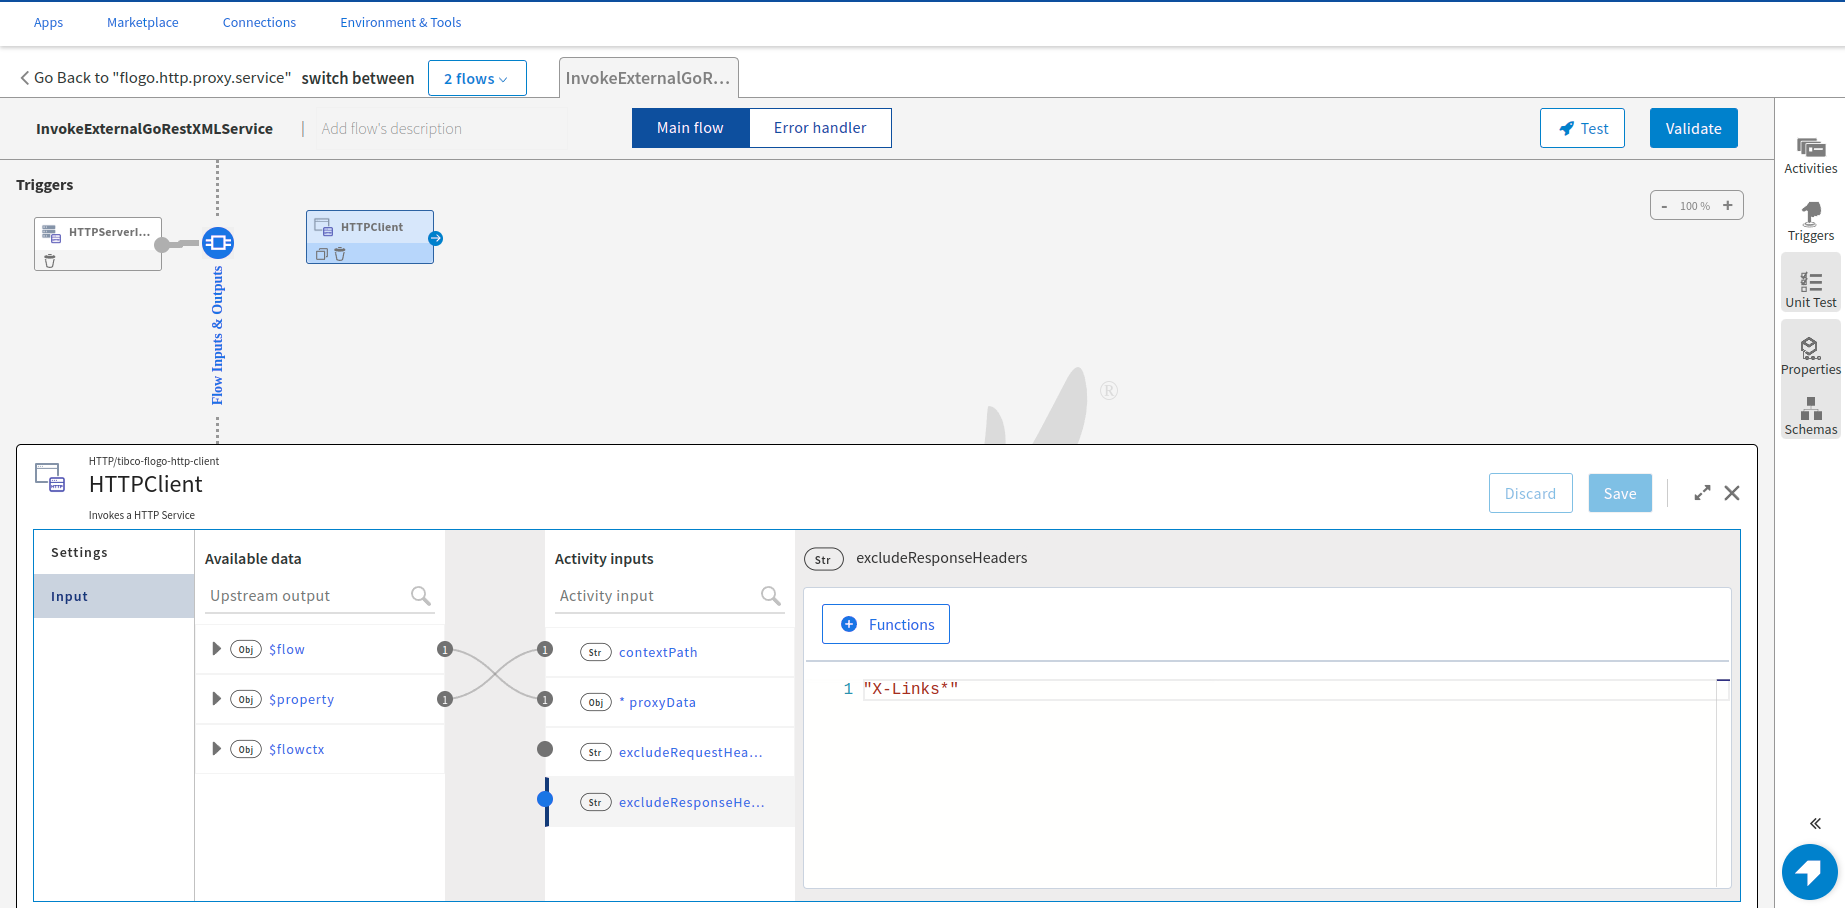 Apps Marketplace Connections Environment & Tools
Go Back to "flogo.http.proxy.service" switch between 2 flows InvokeExternalGoR...
InvokeExternalGoRestXMLService | Add flow's description Main flow Error handler Test Validate
Triggers
HTTPServerI...
HTTPClient
- 100 % +
Flow Inputs & Outputs
®
Activities
Triggers
Unit Test
Properties
Schemas
HTTP/tibco-flogo-http-client
HTTPClient
Invokes a HTTP Service
Discard Save
Settings
Input
Available data
Upstream output
Obj $flow 1
Obj $property 1
Obj $flowctx
Activity inputs
Activity input
1 Str contextPath
1 Obj * proxyData
Str excludeRequestHea...
Str excludeResponseHe...
Str excludeResponseHeaders
Functions
1 "X-Links*"